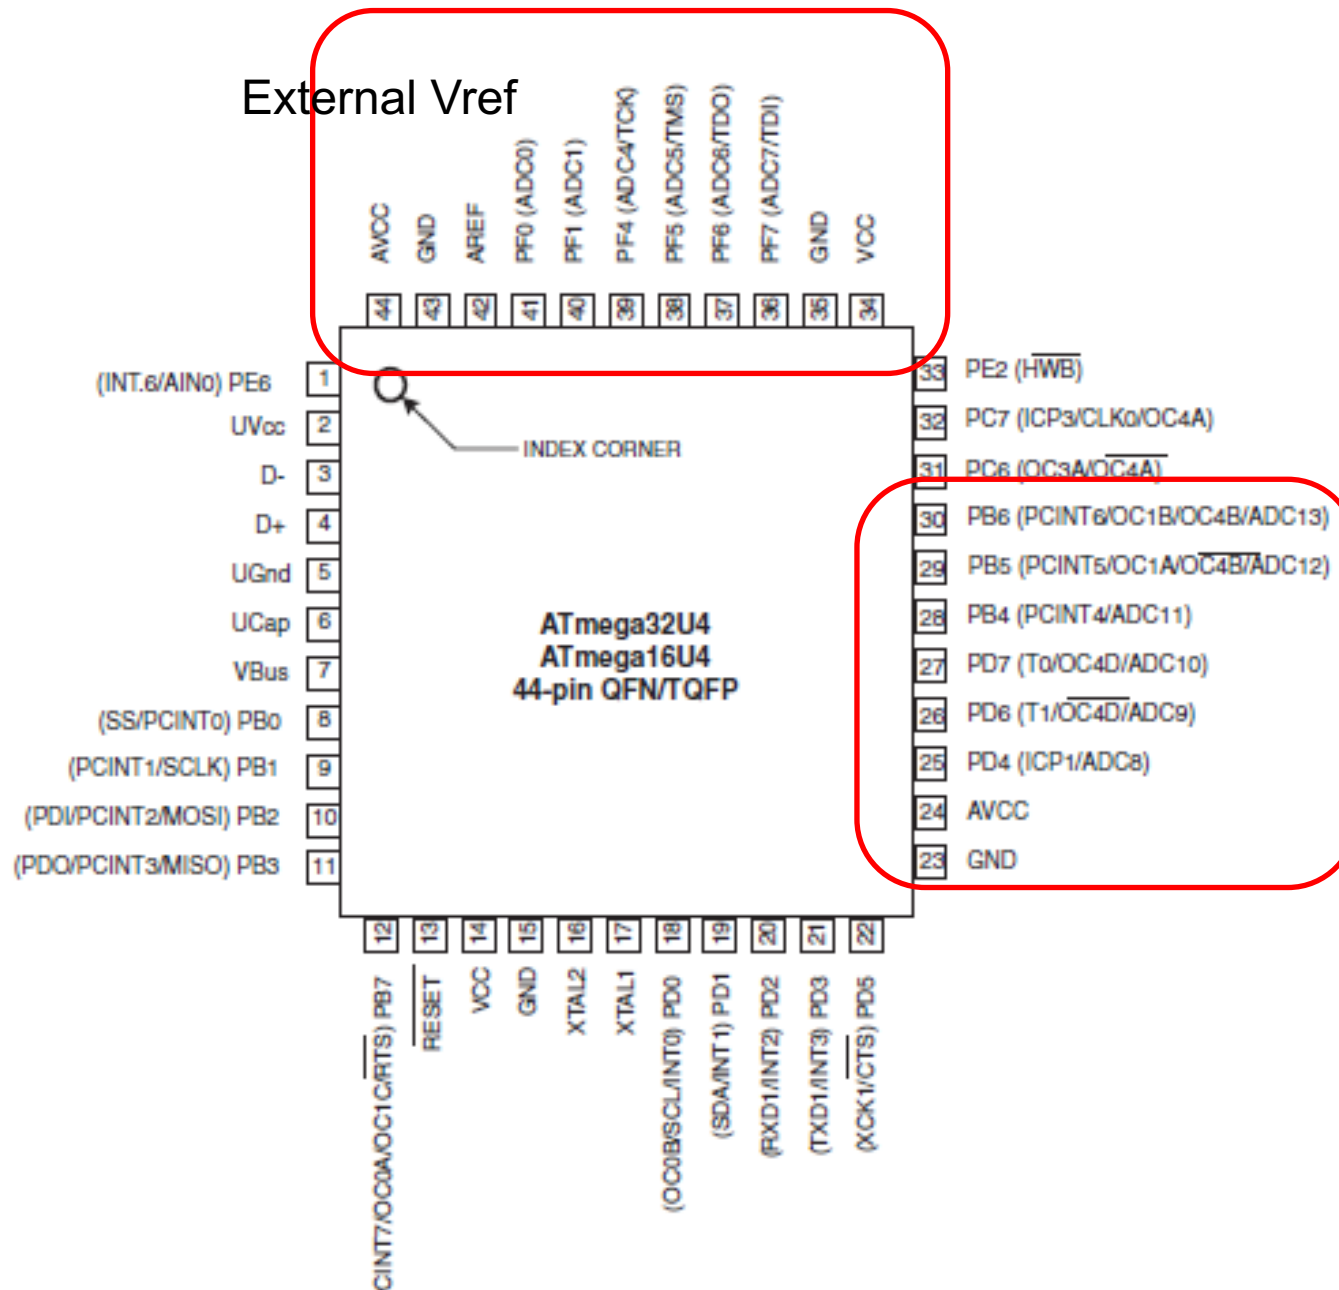 External Vref
AVCC
GND
AREF
PF0 (ADC0)
PF1 (ADC1)
PF4 (ADC4/TCK)
PF5 (ADC5/TMS)
PF6 (ADC6/TDO)
PF7 (ADC7/TDI)
GND
VCC
44
43
42
41
40
39
38
37
36
35
34
(INT.6/AIN0) PE6 1
UVcc 2
D- 3
D+ 4
UGnd 5
UCap 6
VBus 7
(SS/PCINT0) PB0 8
(PCINT1/SCLK) PB1 9
(PDI/PCINT2/MOSI) PB2 10
(PDO/PCINT3/MISO) PB3 11
INDEX CORNER
ATmega32U4
ATmega16U4
44-pin QFN/TQFP
33 PE2 (HWB)
32 PC7 (ICP3/CLK0/OC4A)
31 PC6 (OC3A/OC4A)
30 PB6 (PCINT6/OC1B/OC4B/ADC13)
29 PB5 (PCINT5/OC1A/OC4B/ADC12)
28 PB4 (PCINT4/ADC11)
27 PD7 (T0/OC4D/ADC10)
26 PD6 (T1/OC4D/ADC9)
25 PD4 (ICP1/ADC8)
24 AVCC
23 GND
12
13
14
15
16
17
18
19
20
21
22
CINT7/OC0A/OC1C/RTS) PB7
RESET
VCC
GND
XTAL2
XTAL1
(OC0B/SCL/INT0) PD0
(SDA/INT1) PD1
(RXD1/INT2) PD2
(TXD1/INT3) PD3
(XCK1/CTS) PD5